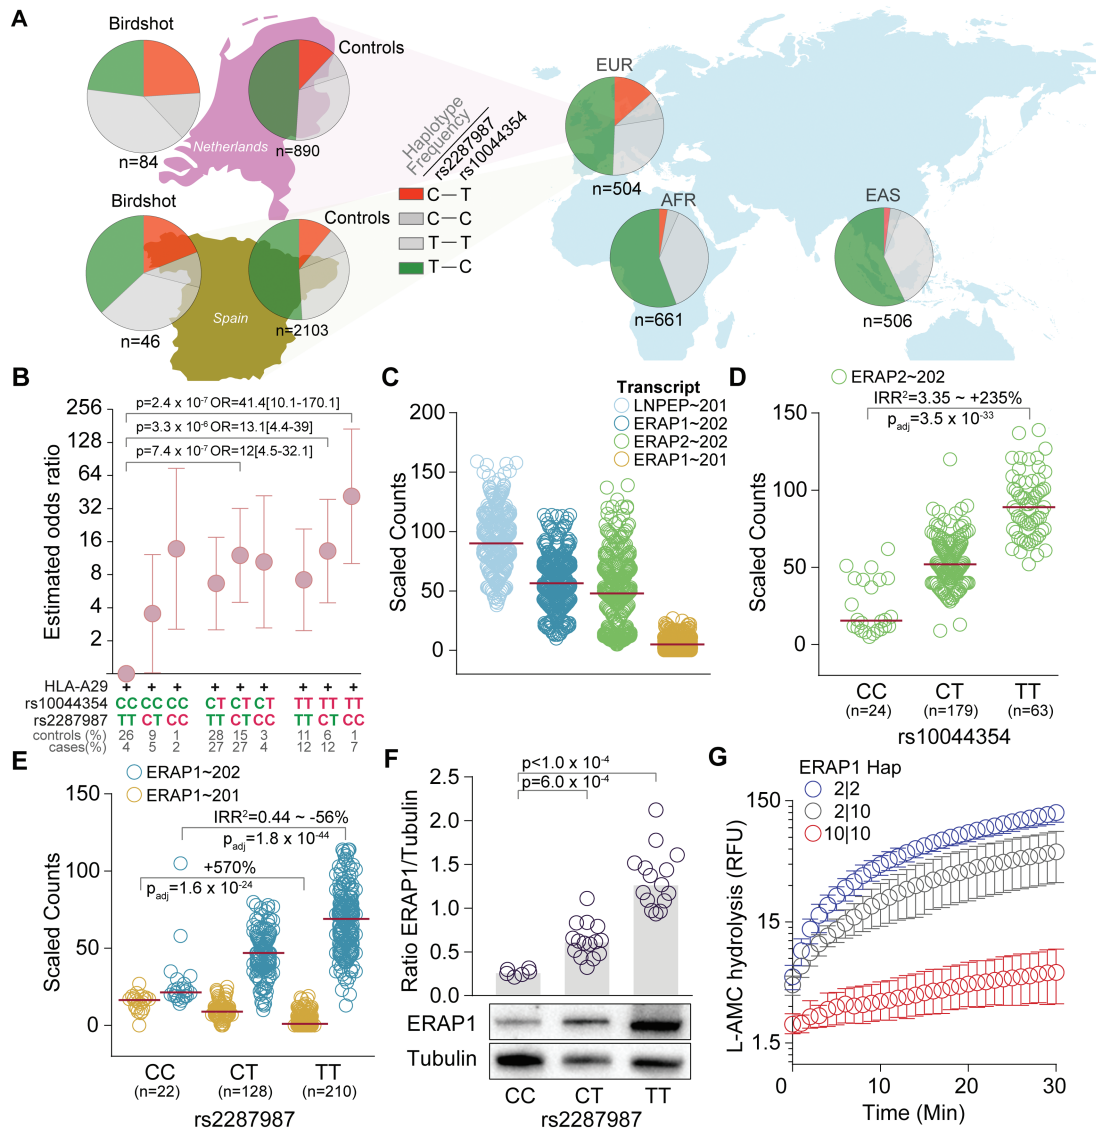 A
Birdshot
Controls
Netherlands
n=84
n=890
Birdshot
Controls
Spain
n=46
n=2103
Haplotype
Frequency
rs2287987
rs10044354
C—T
C—C
T—T
T—C
EUR
n=504
AFR
n=661
EAS
n=506
B
Estimated odds ratio
256
128
64
32
16
8
4
2
p=2.4 x 10-7 OR=41.4[10.1-170.1]
p=3.3 x 10-6 OR=13.1[4.4-39]
p=7.4 x 10-7 OR=12[4.5-32.1]
HLA-A29 + + + + + + + + +
rs10044354 CC CC CC CT CT CT TT TT TT
rs2287987 TT CT CC TT CT CC TT CT CC
controls (%) 26 9 1 28 15 3 11 6 1
cases(%) 4 5 2 27 27 4 12 12 7
C
Transcript
LNPEP~201
ERAP1~202
ERAP2~202
ERAP1~201
Scaled Counts
200
150
100
50
0
D
ERAP2~202
IRR2=3.35 ~ +235%
padj=3.5 x 10-33
Scaled Counts
150
100
50
0
CC CT TT
(n=24) (n=179) (n=63)
rs10044354
E
ERAP1~202
ERAP1~201
IRR2=0.44 ~ -56%
padj=1.8 x 10-44
+570%
padj=1.6 x 10-24
Scaled Counts
150
100
50
0
CC CT TT
(n=22) (n=128) (n=210)
rs2287987
F
p<1.0 x 10-4
p=6.0 x 10-4
Ratio ERAP1/Tubulin
2.5
2.0
1.5
1.0
0.5
0.0
ERAP1
Tubulin
CC CT TT
rs2287987
G
ERAP1 Hap
2|2
2|10
10|10
L-AMC hydrolysis (RFU)
150
15
1.5
0 10 20 30
Time (Min)